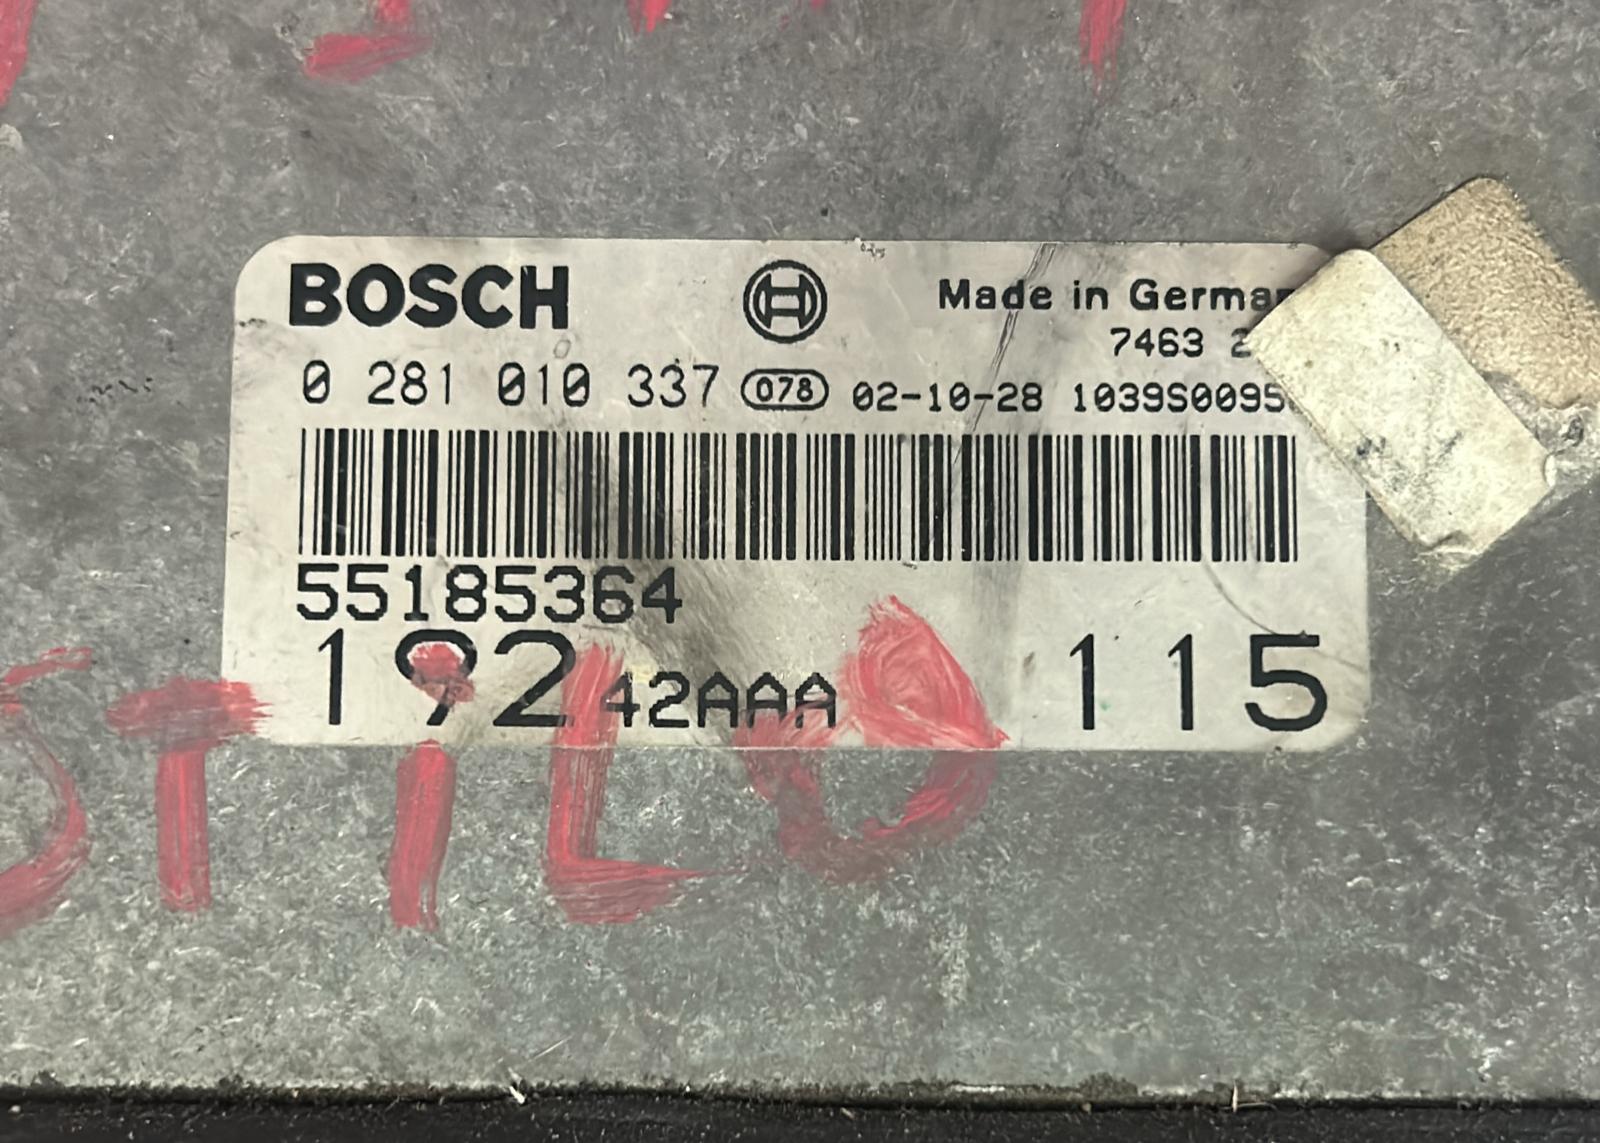 BOSCH Made in German
7463
0 281 010 337 078 02-10-28 1039S0095
55185364
192 42AAA 115
STILO